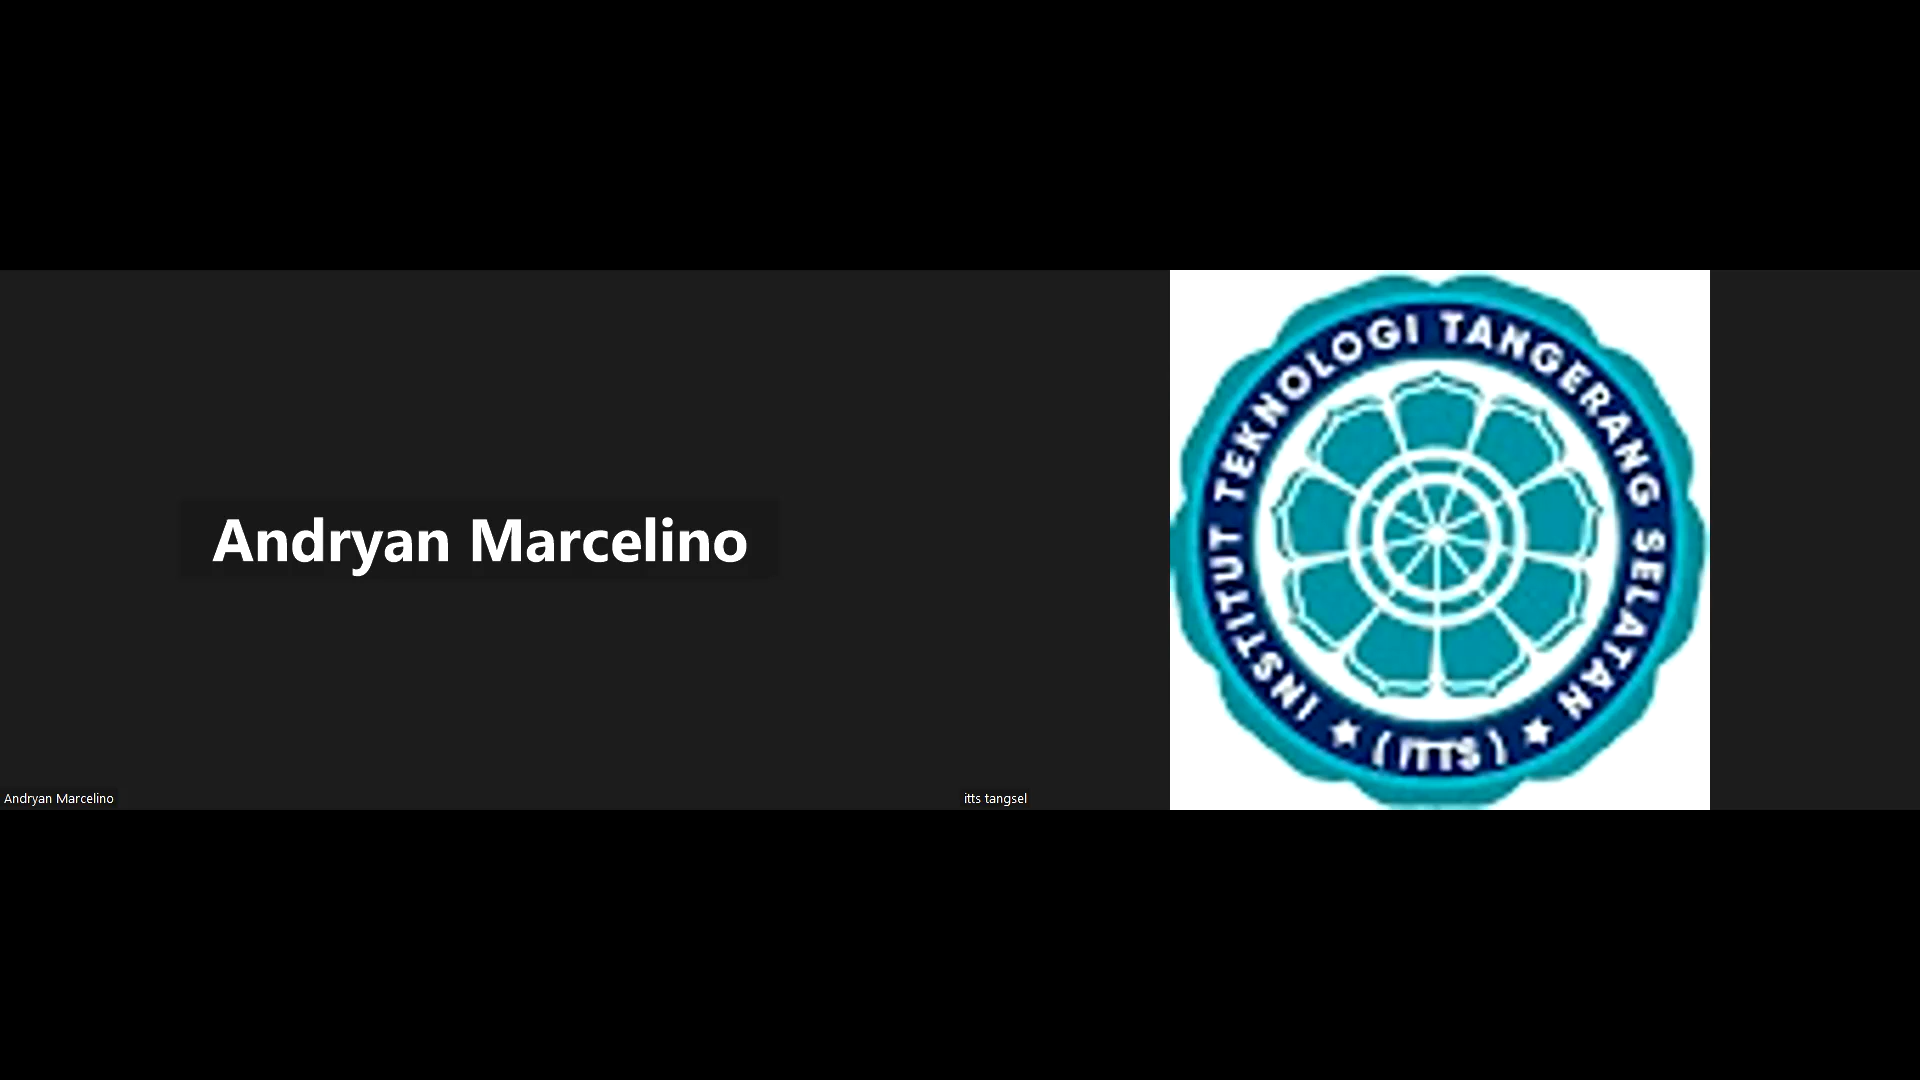 Andryan Marcelino
Andryan Marcelino
itts tangsel
INSTITUT TEKNOLOGI TANGERANG SELATAN
( ITTS )